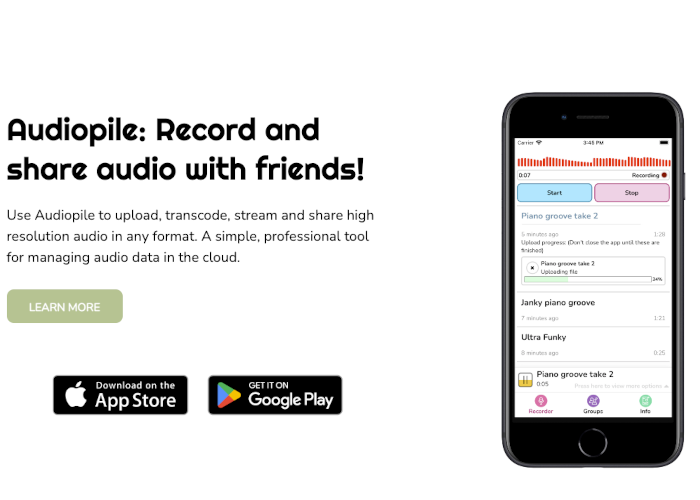 Audiopile: Record and
share audio with friends!
Use Audiopile to upload, transcode, stream and share high
resolution audio in any format. A simple, professional tool
for managing audio data in the cloud.
LEARN MORE
Download on the
App Store
GET IT ON
Google Play
Carrier 3:45 PM
0:07 Recording
Start Stop
Piano groove take 2
5 minutes ago 1:28
Upload progress: (Don't close the app until these are
finished)
Piano groove take 2
Uploading file
34%
Janky piano groove
7 minutes ago 1:21
Ultra Funky
8 minutes ago 0:25
Piano groove take 2
0:05 Press here to view more options
Recorder Groups Info